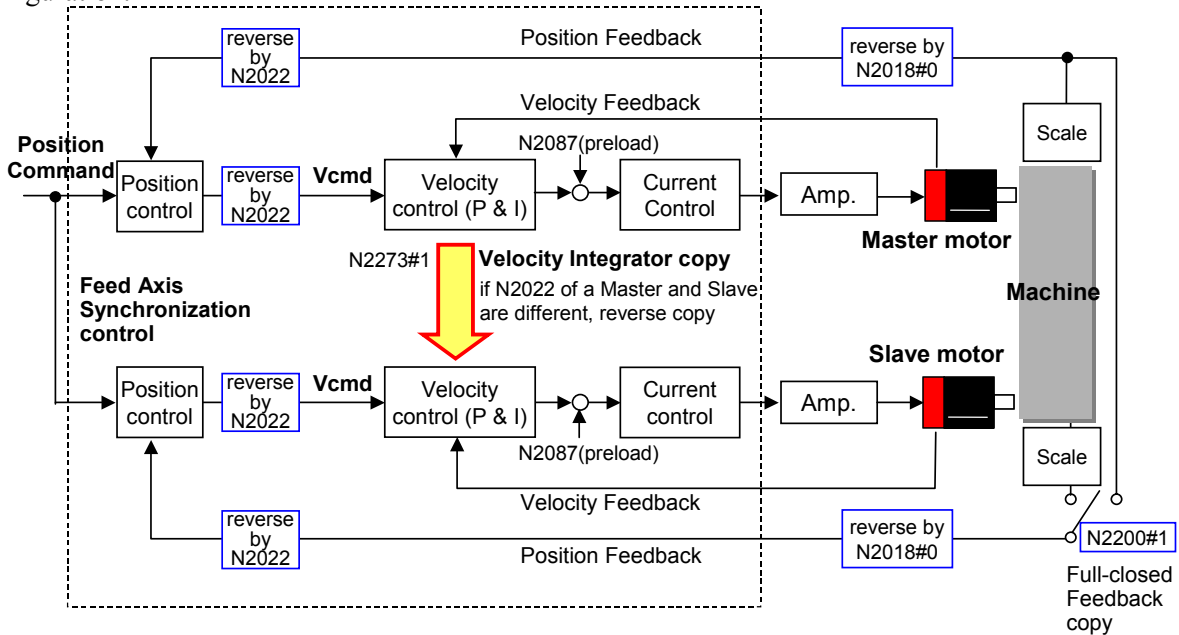 reverse
by
N2022
Position Feedback
reverse by
N2018#0
Velocity Feedback
Scale
N2087(preload)
Position
Command
Position
control
reverse
by
N2022
Vcmd
Velocity
control (P & I)
Current
Control
Amp.
Master motor
N2273#1
Velocity Integrator copy
if N2022 of a Master and Slave
are different, reverse copy
Feed Axis
Synchronization
control
Machine
Slave motor
Position
control
reverse
by
N2022
Vcmd
Velocity
control (P & I)
Current
control
Amp.
N2087(preload)
Scale
Velocity Feedback
reverse
by
N2022
Position Feedback
reverse by
N2018#0
N2200#1
Full-closed
Feedback
copy